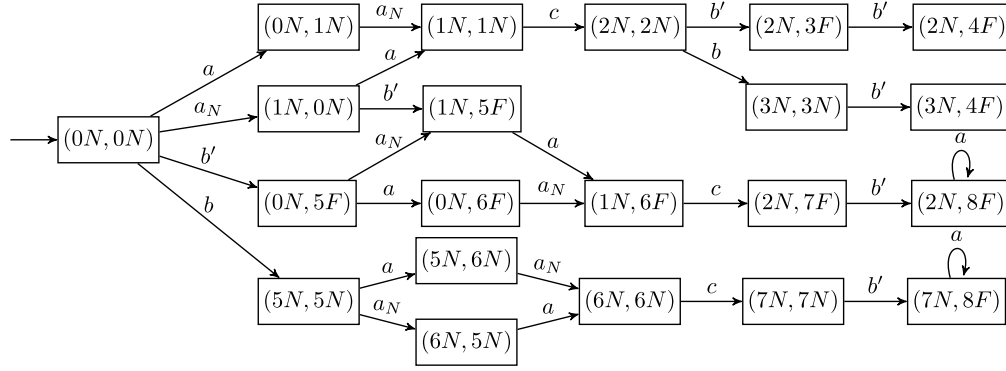 (0N, 1N) a_N (1N, 1N) c (2N, 2N) b′ (2N, 3F) b′ (2N, 4F)
a a b
(1N, 0N) b′ (1N, 5F) (3N, 3N) b′ (3N, 4F)
a_N
(0N, 0N) a_N a a
b′
(0N, 5F) a (0N, 6F) a_N (1N, 6F) c (2N, 7F) b′ (2N, 8F)
b a
(5N, 6N)
a a_N
(5N, 5N) (6N, 6N) c (7N, 7N) b′ (7N, 8F)
a_N a
(6N, 5N)